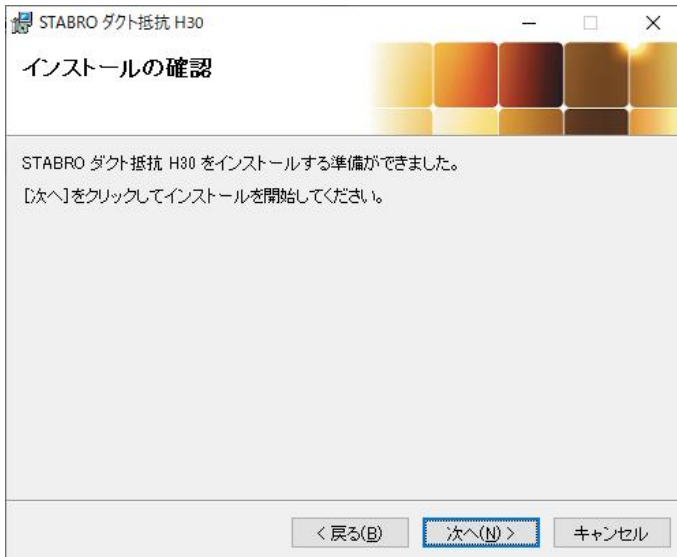 STABRO ダクト抵抗 H30
インストールの確認
STABRO ダクト抵抗 H30 をインストールする準備ができました。
[次へ]をクリックしてインストールを開始してください。
< 戻る(B)
次へ(N) >
キャンセル